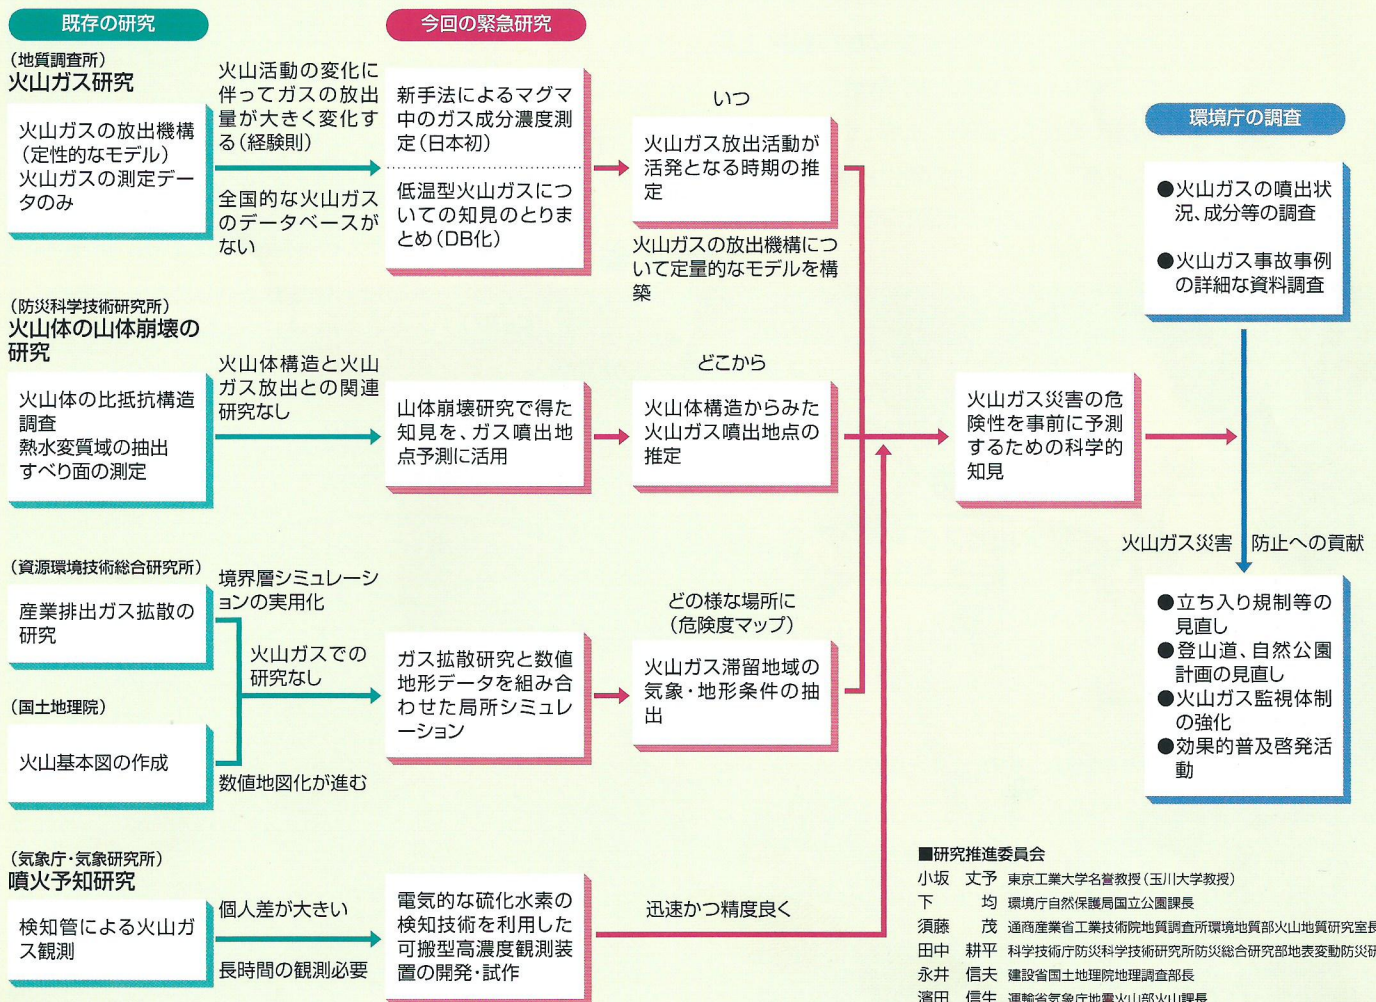 既存の研究
今回の緊急研究
(地質調査所)
火山ガス研究
火山ガスの放出機構
(定性的なモデル)
火山ガスの測定デー
タのみ
火山活動の変化に
伴ってガスの放出
量が大きく変化す
る(経験則)
全国的な火山ガス
のデータベースが
ない
新手法によるマグマ
中のガス成分濃度測
定(日本初)
低温型火山ガスにつ
いての知見のとりま
とめ(DB化)
いつ
火山ガス放出活動が
活発となる時期の推
定
火山ガスの放出機構につ
いて定量的なモデルを構
築
環境庁の調査
●火山ガスの噴出状
況、成分等の調査
●火山ガス事故事例
の詳細な資料調査
(防災科学技術研究所)
火山体の山体崩壊の
研究
火山体の比抵抗構造
調査
熱水変質域の抽出
すべり面の測定
火山体構造と火山
ガス放出との関連
研究なし
山体崩壊研究で得た
知見を、ガス噴出地
点予測に活用
どこから
火山体構造からみた
火山ガス噴出地点の
推定
火山ガス災害の危
険性を事前に予測
するための科学的
知見
火山ガス災害 防止への貢献
(資源環境技術総合研究所)
産業排出ガス拡散の
研究
境界層シミュレーシ
ョンの実用化
火山ガスでの
研究なし
(国土地理院)
火山基本図の作成
数値地図化が進む
ガス拡散研究と数値
地形データを組み合
わせた局所シミュレ
ーション
どの様な場所に
(危険度マップ)
火山ガス滞留地域の
気象・地形条件の抽
出
●立ち入り規制等の
見直し
●登山道、自然公園
計画の見直し
●火山ガス監視体制
の強化
●効果的普及啓発活
動
(気象庁・気象研究所)
噴火予知研究
検知管による火山ガ
ス観測
個人差が大きい
長時間の観測必要
電気的な硫化水素の
検知技術を利用した
可搬型高濃度観測装
置の開発・試作
迅速かつ精度良く
■研究推進委員会
小坂 丈予 東京工業大学名誉教授(玉川大学教授)
下 均 環境庁自然保護局国立公園課長
須藤 茂 通商産業省工業技術院地質調査所環境地質部火山地質研究室長
田中 耕平 科学技術庁防災科学技術研究所防災総合研究部地表変動防災研
永井 信夫 建設省国土地理院地理調査部長
濱田 信生 運輸省気象庁地震火山部火山課長